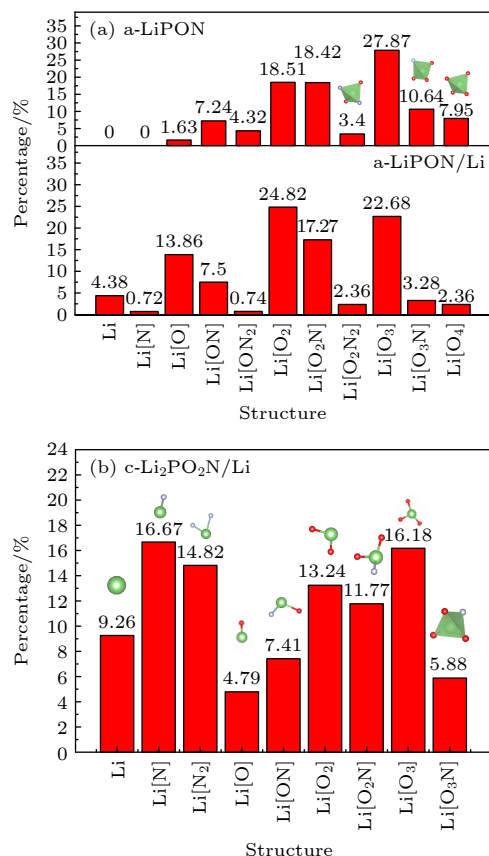 (a) a-LiPON
35
30
25
20
15
10
5
0
0 0 1.63 7.24 4.32 18.51 18.42 3.4 27.87 10.64 7.95
a-LiPON/Li
35
30
25
20
15
10
5
0
4.38 0.72 13.86 7.5 0.74 24.82 17.27 2.36 22.68 3.28 2.36
Li Li[N] Li[O] Li[ON] Li[ON₂] Li[O₂] Li[O₂N] Li[O₂N₂] Li[O₃] Li[O₃N] Li[O₄]
Structure
Percentage/%
(b) c-Li₂PO₂N/Li
24
22
20
18
16
14
12
10
8
6
4
2
0
9.26 16.67 14.82 4.79 7.41 13.24 11.77 16.18 5.88
Li Li[N] Li[N₂] Li[O] Li[ON] Li[O₂] Li[O₂N] Li[O₃] Li[O₃N]
Structure
Percentage/%